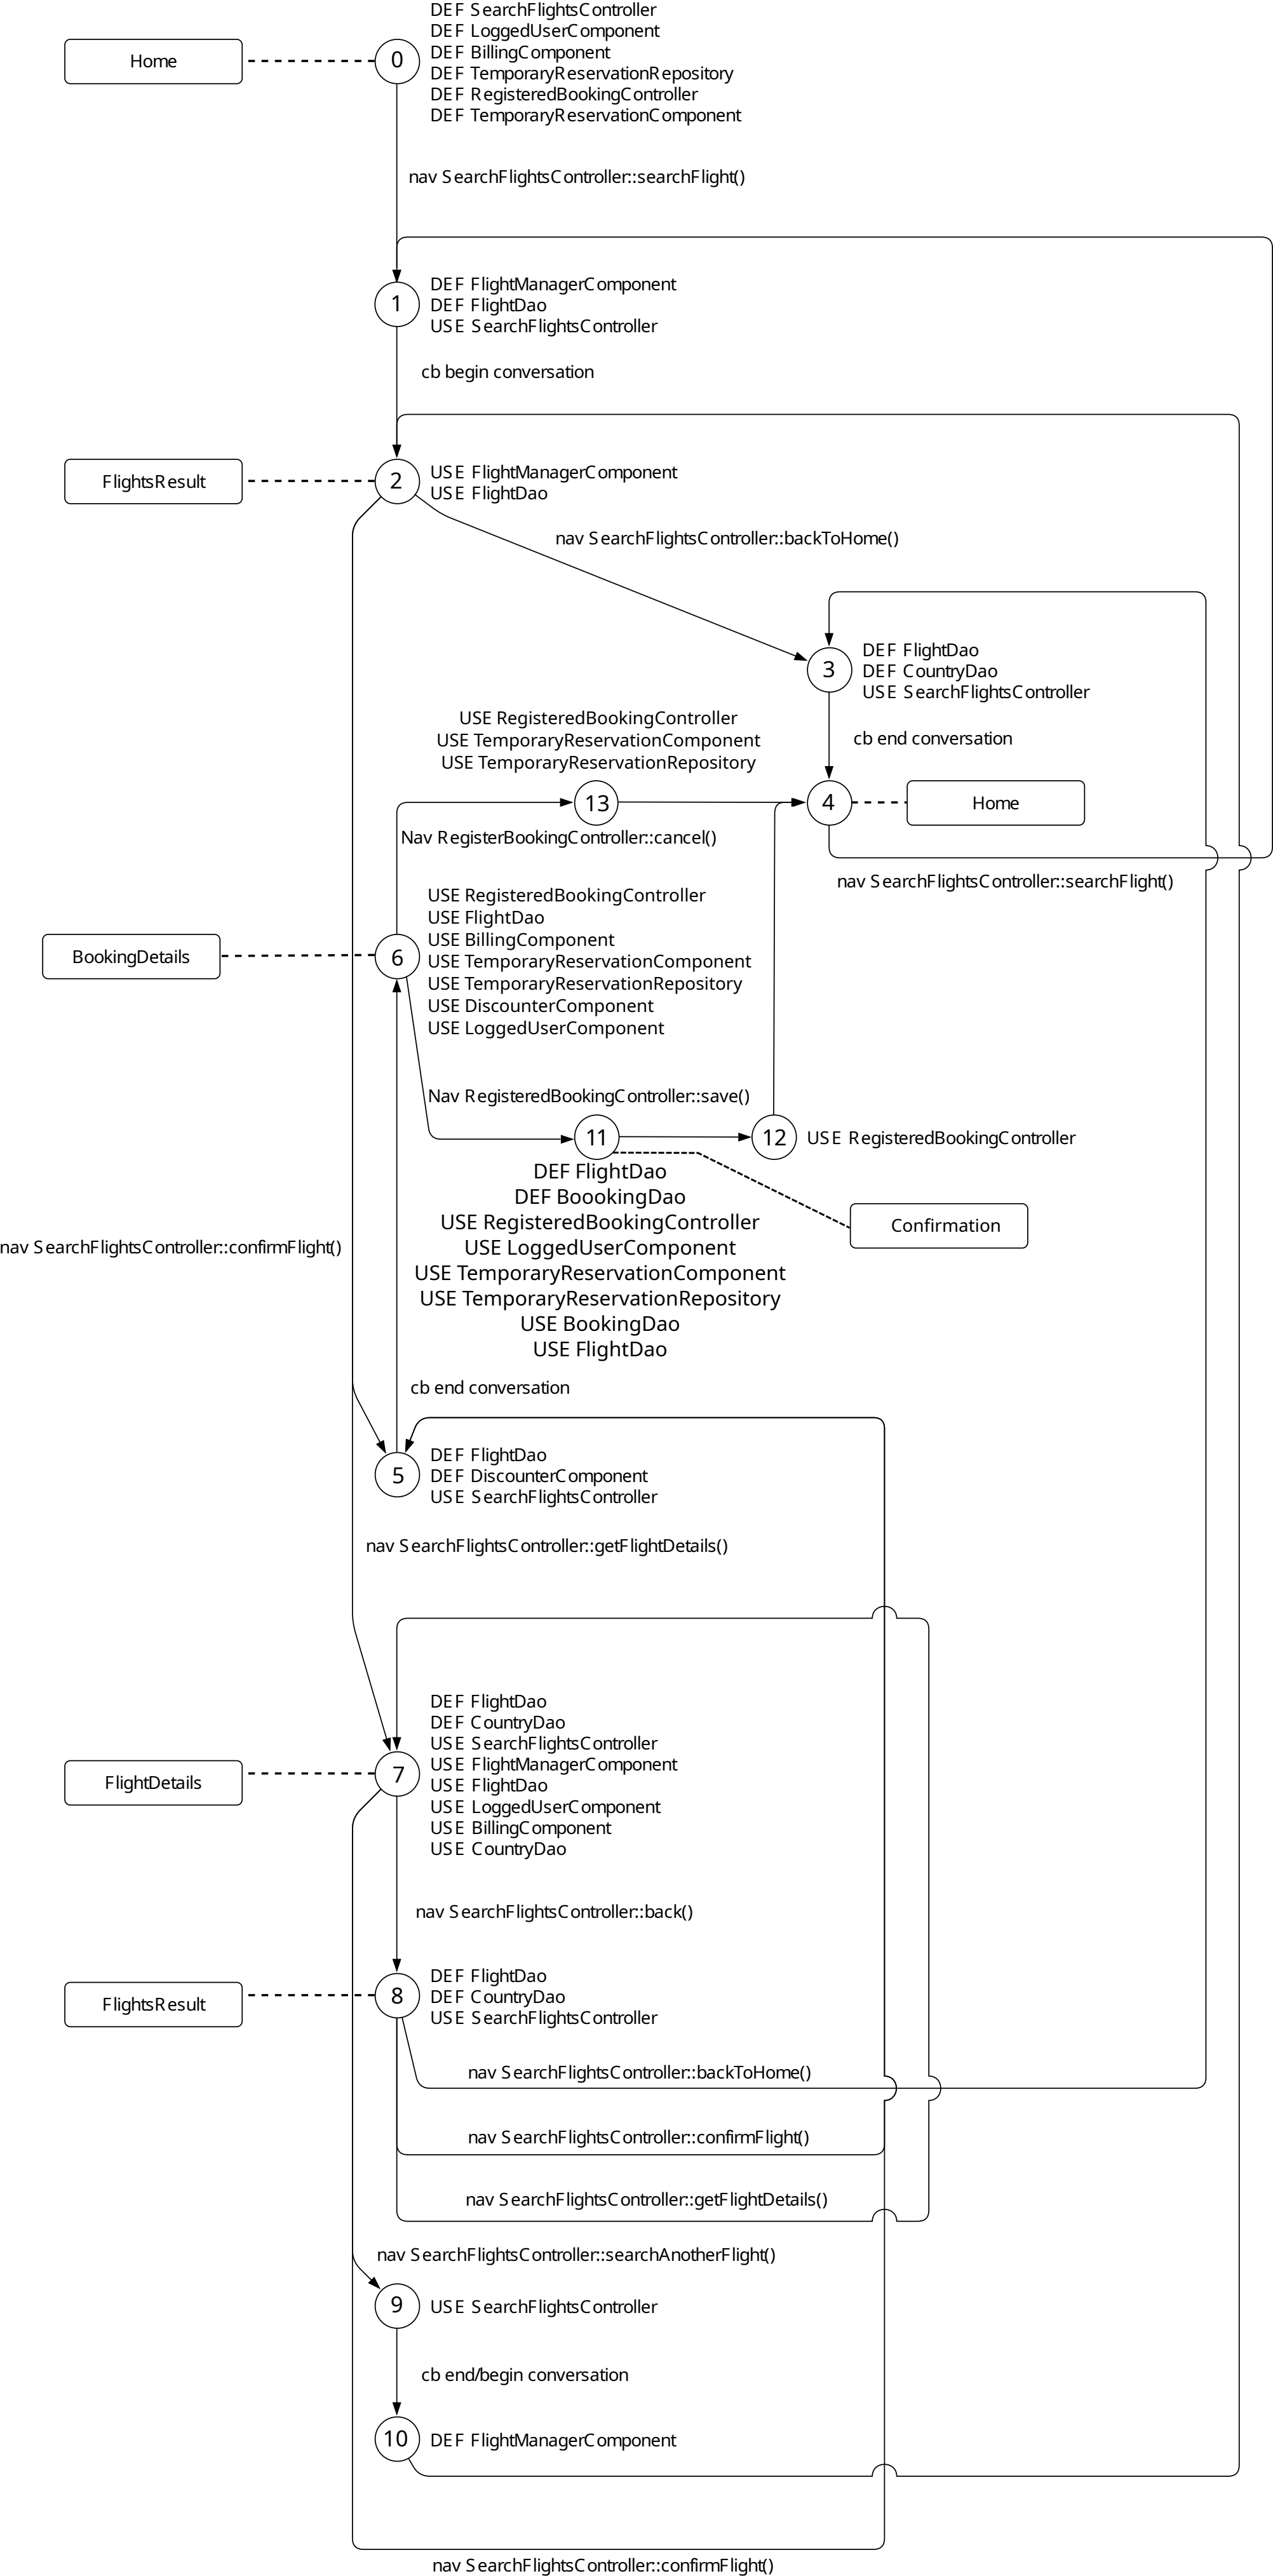 DEF SearchFlightsController
DEF LoggedUserComponent
Home
0
DEF BillingComponent
DEF TemporaryReservationRepository
DEF RegisteredBookingController
DEF TemporaryReservationComponent
nav SearchFlightsController::searchFlight()
1
DEF FlightManagerComponent
DEF FlightDao
USE SearchFlightsController
cb begin conversation
FlightsResult
2
USE FlightManagerComponent
USE FlightDao
nav SearchFlightsController::backToHome()
3
DEF FlightDao
DEF CountryDao
USE SearchFlightsController
USE RegisteredBookingController
USE TemporaryReservationComponent
USE TemporaryReservationRepository
cb end conversation
13
4
Home
Nav RegisterBookingController::cancel()
nav SearchFlightsController::searchFlight()
BookingDetails
6
USE RegisteredBookingController
USE FlightDao
USE BillingComponent
USE TemporaryReservationComponent
USE TemporaryReservationRepository
USE DiscounterComponent
USE LoggedUserComponent
Nav RegisteredBookingController::save()
11
12
USE RegisteredBookingController
DEF FlightDao
DEF BoookingDao
USE RegisteredBookingController
USE LoggedUserComponent
USE TemporaryReservationComponent
USE TemporaryReservationRepository
USE BookingDao
USE FlightDao
Confirmation
nav SearchFlightsController::confirmFlight()
cb end conversation
5
DEF FlightDao
DEF DiscounterComponent
USE SearchFlightsController
nav SearchFlightsController::getFlightDetails()
FlightDetails
7
DEF FlightDao
DEF CountryDao
USE SearchFlightsController
USE FlightManagerComponent
USE FlightDao
USE LoggedUserComponent
USE BillingComponent
USE CountryDao
nav SearchFlightsController::back()
FlightsResult
8
DEF FlightDao
DEF CountryDao
USE SearchFlightsController
nav SearchFlightsController::backToHome()
nav SearchFlightsController::confirmFlight()
nav SearchFlightsController::getFlightDetails()
nav SearchFlightsController::searchAnotherFlight()
9
USE SearchFlightsController
cb end/begin conversation
10
DEF FlightManagerComponent
nav SearchFlightsController::confirmFlight()